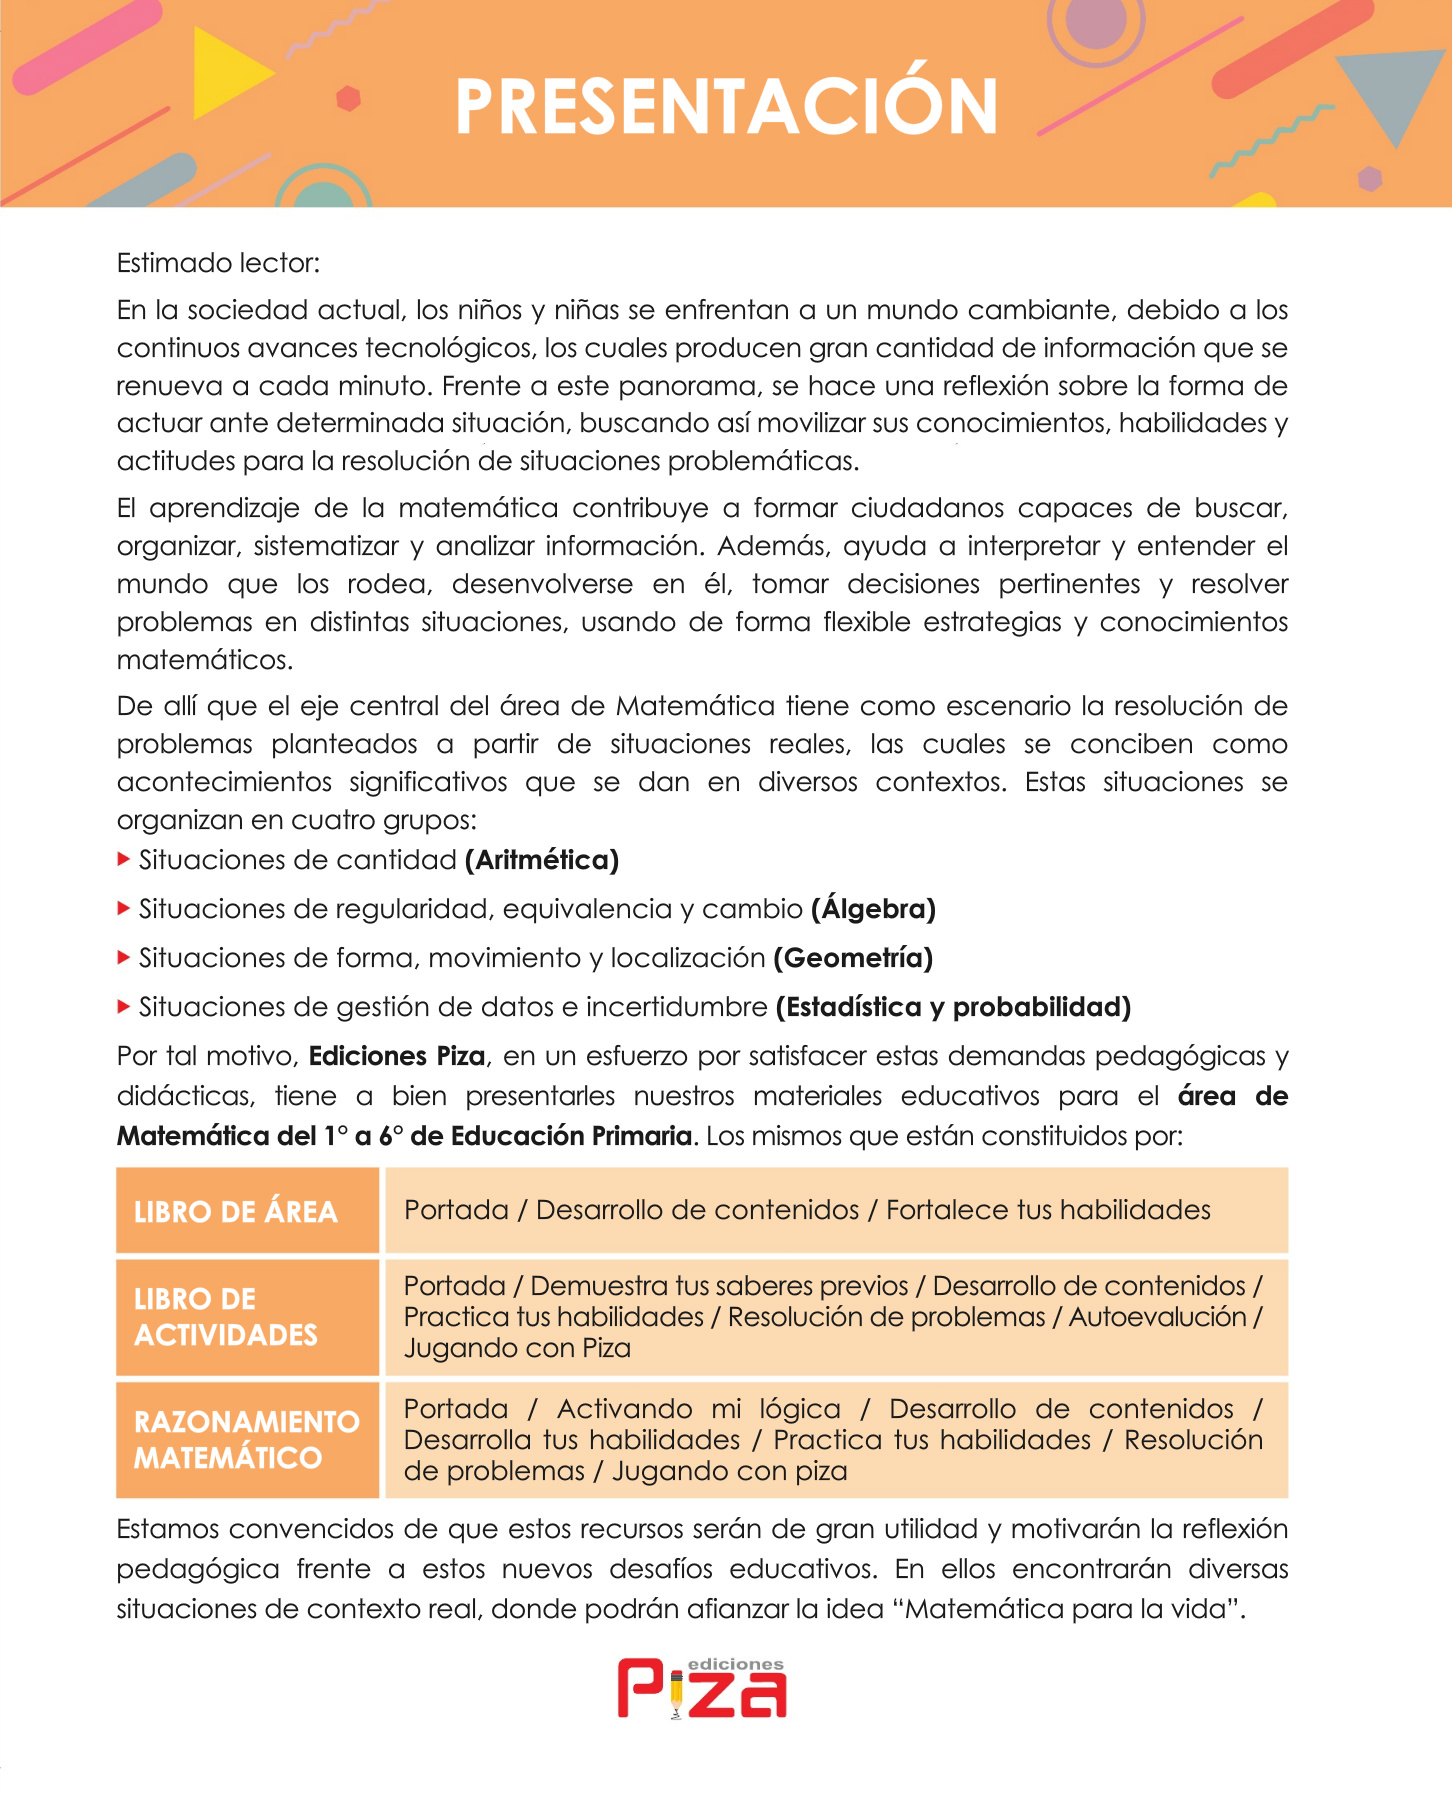 PRESENTACIÓN
Estimado lector:
En la sociedad actual, los niños y niñas se enfrentan a un mundo cambiante, debido a los
continuos avances tecnológicos, los cuales producen gran cantidad de información que se
renueva a cada minuto. Frente a este panorama, se hace una reflexión sobre la forma de
actuar ante determinada situación, buscando así movilizar sus conocimientos, habilidades y
actitudes para la resolución de situaciones problemáticas.
El aprendizaje de la matemática contribuye a formar ciudadanos capaces de buscar,
organizar, sistematizar y analizar información. Además, ayuda a interpretar y entender el
mundo que los rodea, desenvolverse en él, tomar decisiones pertinentes y resolver
problemas en distintas situaciones, usando de forma flexible estrategias y conocimientos
matemáticos.
De allí que el eje central del área de Matemática tiene como escenario la resolución de
problemas planteados a partir de situaciones reales, las cuales se conciben como
acontecimientos significativos que se dan en diversos contextos. Estas situaciones se
organizan en cuatro grupos:
▶ Situaciones de cantidad (Aritmética)
▶ Situaciones de regularidad, equivalencia y cambio (Álgebra)
▶ Situaciones de forma, movimiento y localización (Geometría)
▶ Situaciones de gestión de datos e incertidumbre (Estadística y probabilidad)
Por tal motivo, Ediciones Piza, en un esfuerzo por satisfacer estas demandas pedagógicas y
didácticas, tiene a bien presentarles nuestros materiales educativos para el área de
Matemática del 1° a 6° de Educación Primaria. Los mismos que están constituidos por:
LIBRO DE ÁREA
Portada / Desarrollo de contenidos / Fortalece tus habilidades
LIBRO DE
ACTIVIDADES
Portada / Demuestra tus saberes previos / Desarrollo de contenidos /
Practica tus habilidades / Resolución de problemas / Autoevalución /
Jugando con Piza
RAZONAMIENTO
MATEMÁTICO
Portada / Activando mi lógica / Desarrollo de contenidos /
Desarrolla tus habilidades / Practica tus habilidades / Resolución
de problemas / Jugando con piza
Estamos convencidos de que estos recursos serán de gran utilidad y motivarán la reflexión
pedagógica frente a estos nuevos desafíos educativos. En ellos encontrarán diversas
situaciones de contexto real, donde podrán afianzar la idea “Matemática para la vida”.
ediciones
Piza